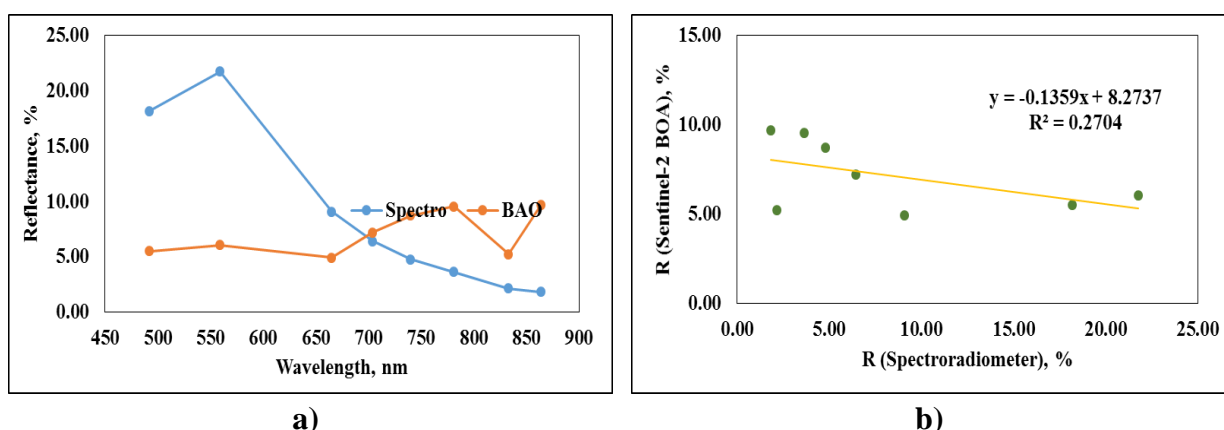 Reflectance, %
25.00
20.00
15.00
10.00
5.00
0.00
450 500 550 600 650 700 750 800 850 900
Wavelength, nm
Spectro BAO
a)
R (Sentinel-2 BOA), %
15.00
10.00
5.00
0.00
0.00 5.00 10.00 15.00 20.00 25.00
R (Spectroradiometer), %
y = -0.1359x + 8.2737
R² = 0.2704
b)